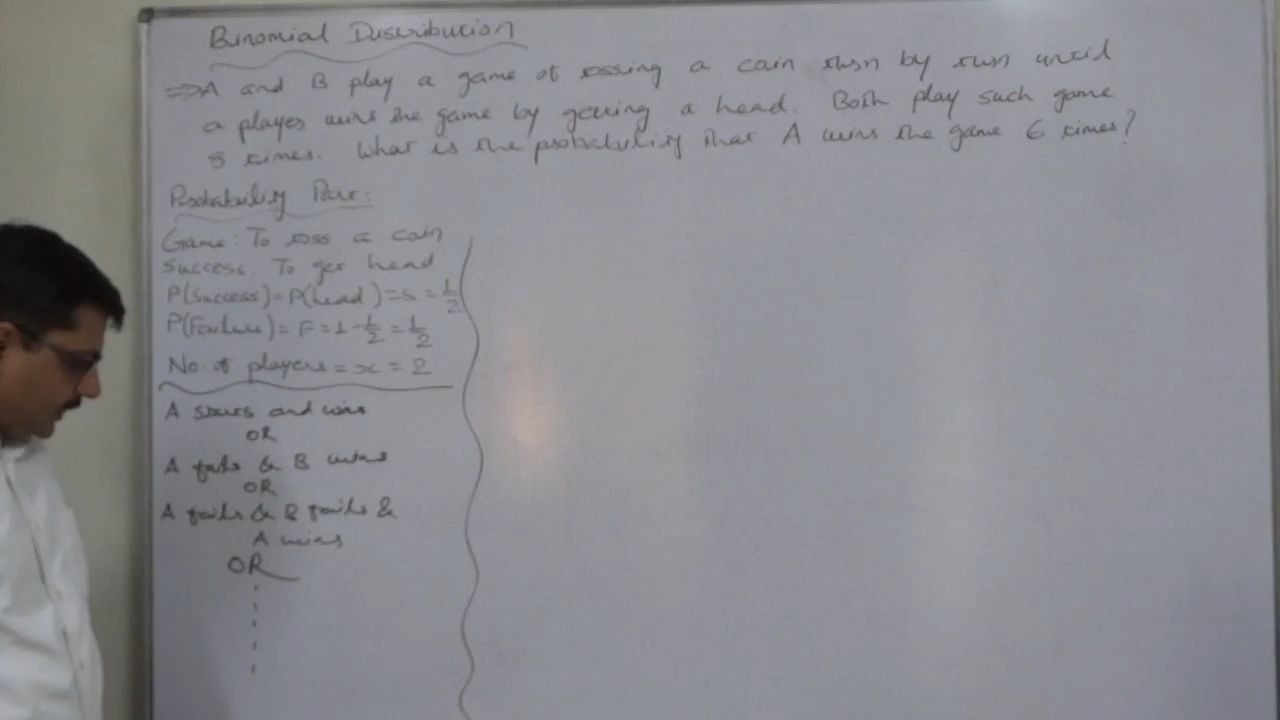 Binomial Distribution
⇒ A and B play a game of tossing a coin turn by turn until
a players wins the game by getting a head. Both play such game
8 times. What is the probability that A wins the game 6 times?
Probability Part:
Game: To toss a coin
Success: To get head
P(Success) = P(head) = S = 1/2
P(Failure) = F = 1 - 1/2 = 1/2
No. of players = x = 2
A starts and wins
OR
A fails & B wins
OR
A fails & B fails &
A wins
OR